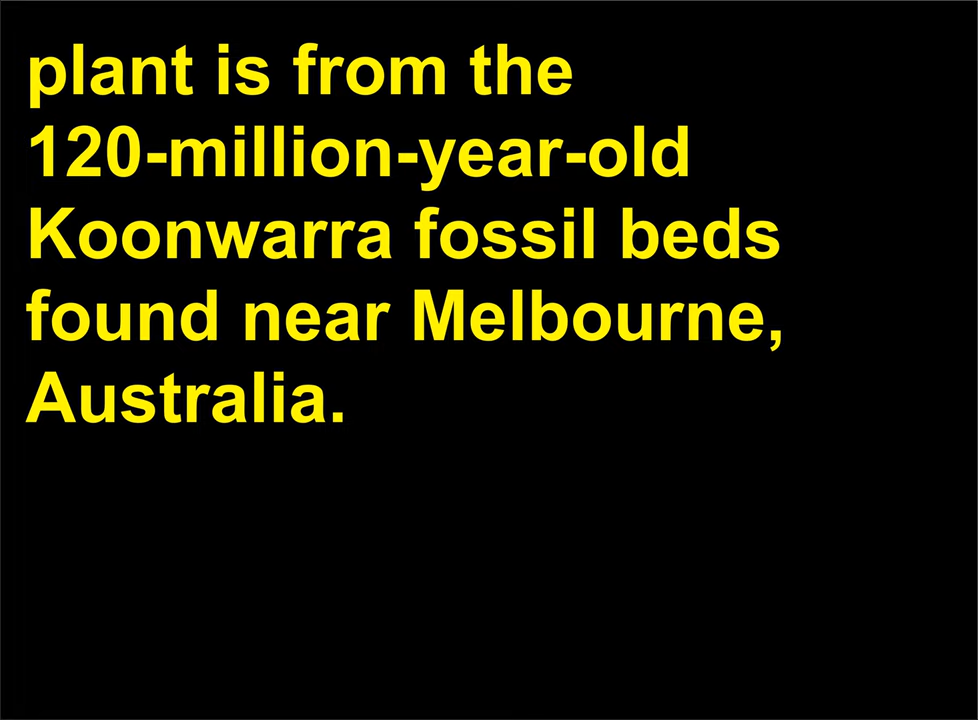 plant is from the
120-million-year-old
Koonwarra fossil beds
found near Melbourne,
Australia.